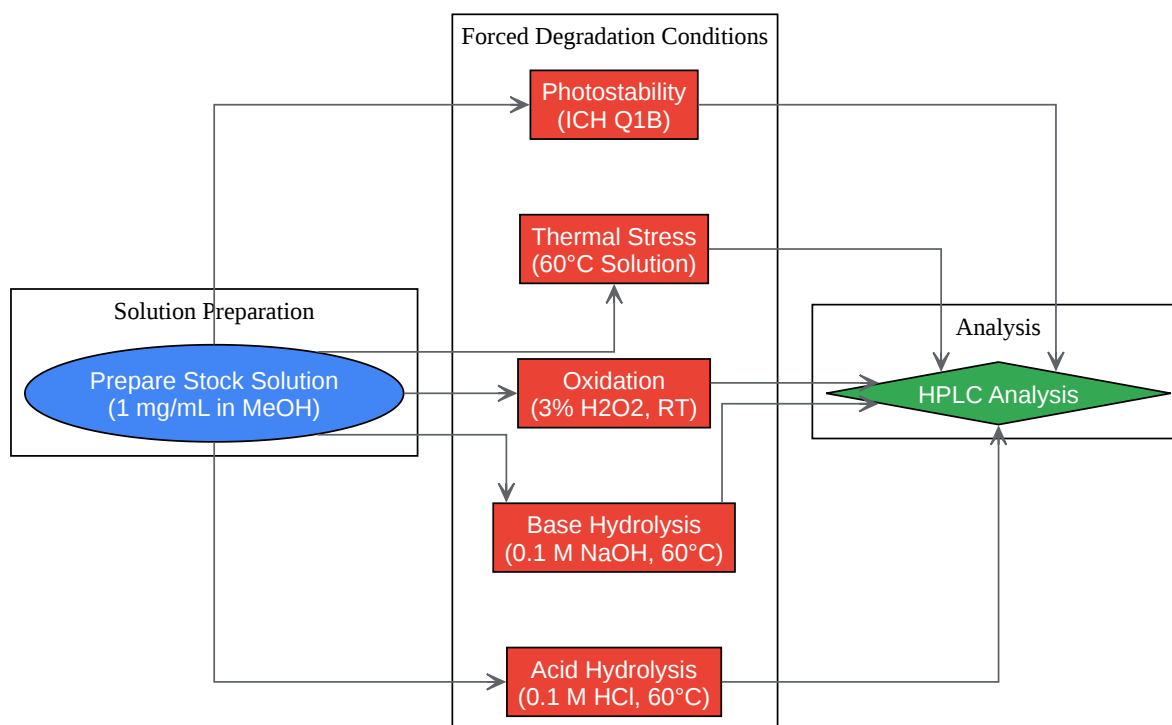 Forced Degradation Conditions
Photostability
(ICH Q1B)
Thermal Stress
(60°C Solution)
Solution Preparation
Prepare Stock Solution
(1 mg/mL in MeOH)
Oxidation
(3% H2O2, RT)
Analysis
HPLC Analysis
Base Hydrolysis
(0.1 M NaOH, 60°C)
Acid Hydrolysis
(0.1 M HCl, 60°C)